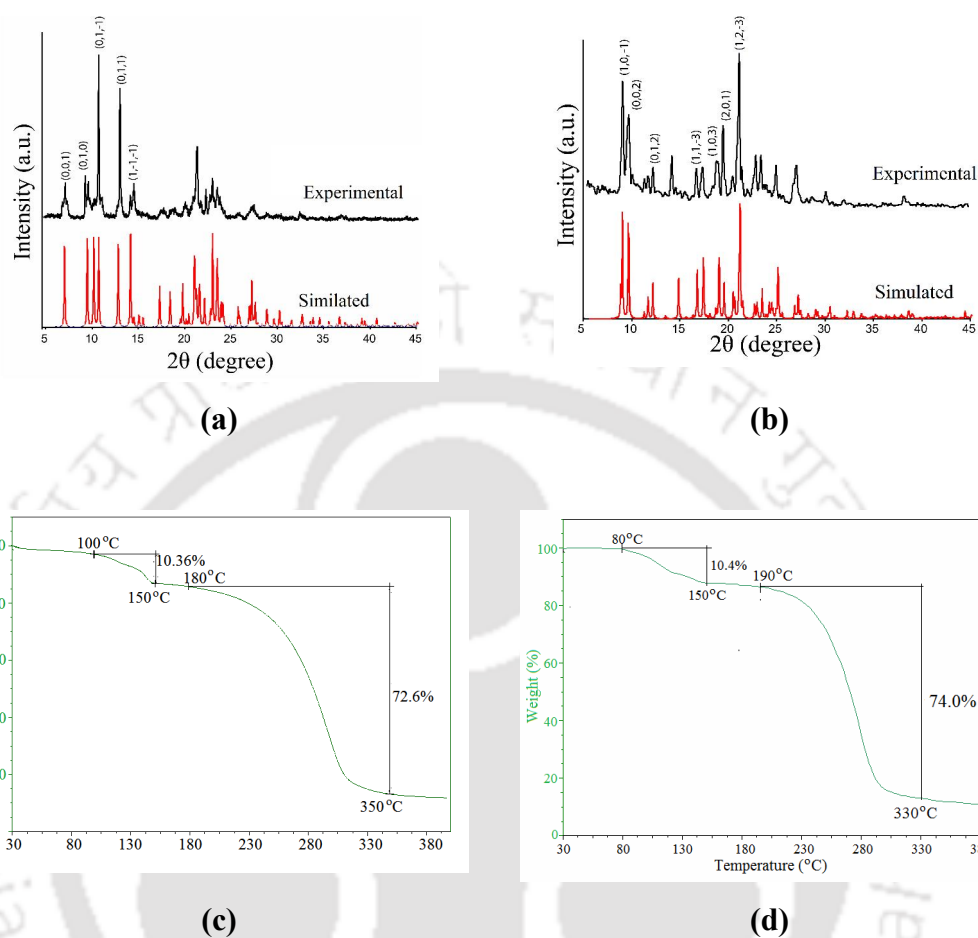 (0,0,1)
(0,1,0)
(0,1,-1)
(0,1,1)
(1,-1,-1)
Intensity (a.u.)
Experimental
Similated
5 10 15 20 25 30 35 40 45
2θ (degree)
(a)
(1,0,-1)
(0,0,2)
(0,1,2)
(1,1,-3)
(1,0,3)
(2,0,1)
(1,2,-3)
Intensity (a.u.)
Experimental
Simulated
5 10 15 20 25 30 35 40 45
2θ (degree)
(b)
100°C
10.36%
150°C
180°C
72.6%
350°C
30 80 130 180 230 280 330 380
(c)
Weight (%)
100
80
60
40
20
0
80°C
10.4%
150°C
190°C
74.0%
330°C
30 80 130 180 230 280 330
Temperature (°C)
(d)